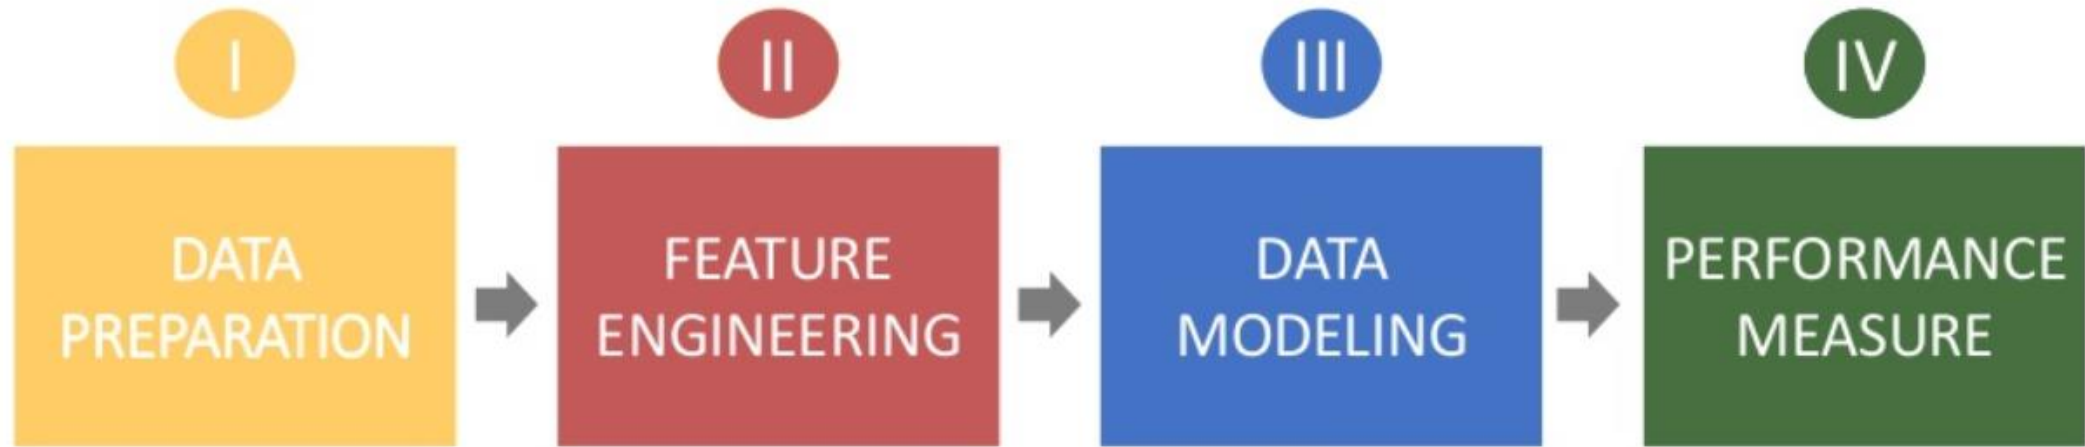 I
II
III
IV
DATA
PREPARATION
FEATURE
ENGINEERING
DATA
MODELING
PERFORMANCE
MEASURE